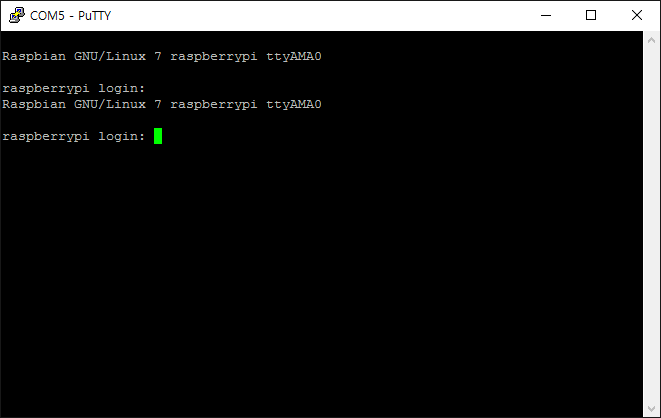 COM5 - PuTTY
Raspbian GNU/Linux 7 raspberrypi ttyAMA0
raspberrypi login:
Raspbian GNU/Linux 7 raspberrypi ttyAMA0
raspberrypi login: